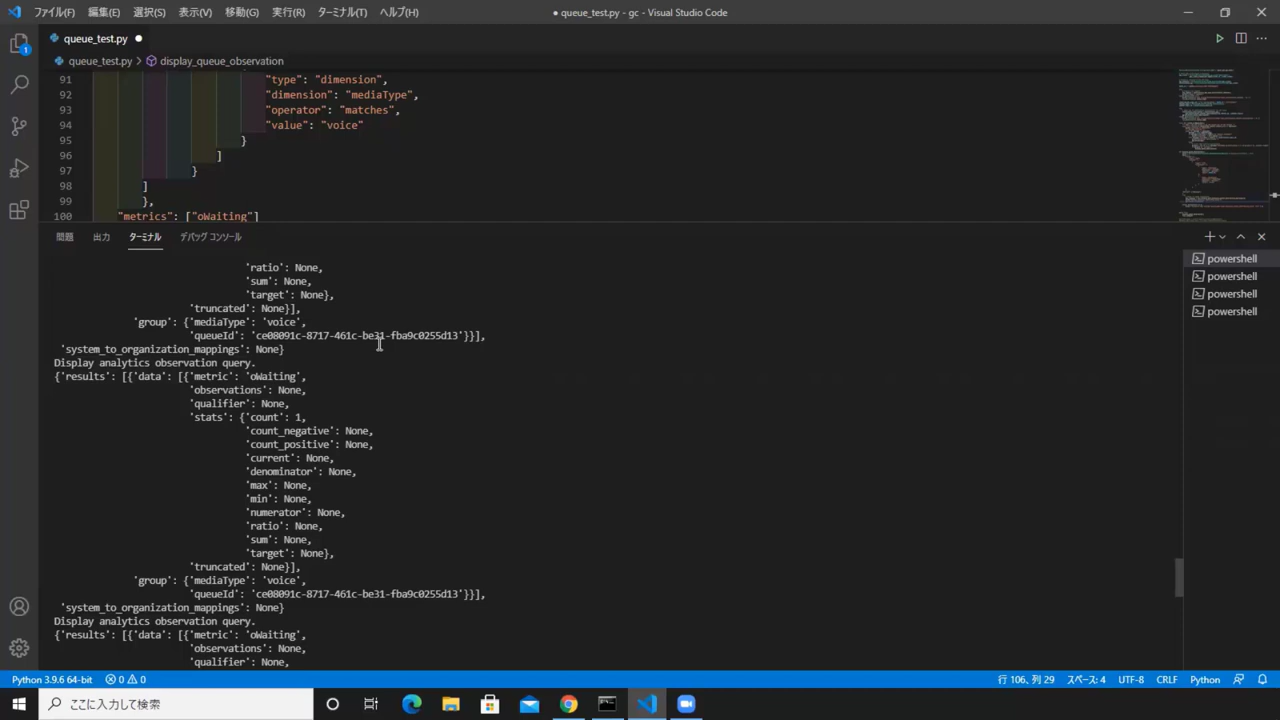 ファイル(F) 編集(E) 選択(S) 表示(V) 移動(G) 実行(R) ターミナル(T) ヘルプ(H)
● queue_test.py - gc - Visual Studio Code
queue_test.py ●
queue_test.py > display_queue_observation
91 "type": "dimension",
92 "dimension": "mediaType",
93 "operator": "matches",
94 "value": "voice"
95 }
96 ]
97 }
98 ]
99 },
100 "metrics": ["oWaiting"]
問題 出力 ターミナル デバッグ コンソール
'ratio': None,
'sum': None,
'target': None},
'truncated': None}],
'group': {'mediaType': 'voice',
'queueId': 'ce08091c-8717-461c-be31-fba9c0255d13'}}],
'system_to_organization_mappings': None}
Display analytics observation query.
{'results': [{'data': [{'metric': 'oWaiting',
'observations': None,
'qualifier': None,
'stats': {'count': 1,
'count_negative': None,
'count_positive': None,
'current': None,
'denominator': None,
'max': None,
'min': None,
'numerator': None,
'ratio': None,
'sum': None,
'target': None},
'truncated': None}],
'group': {'mediaType': 'voice',
'queueId': 'ce08091c-8717-461c-be31-fba9c0255d13'}}],
'system_to_organization_mappings': None}
Display analytics observation query.
{'results': [{'data': [{'metric': 'oWaiting',
'observations': None,
'qualifier': None,
powershell
powershell
powershell
powershell
1
Python 3.9.6 64-bit 0 0 行 106、列 29 スペース: 4 UTF-8 CRLF Python
ここに入力して検索